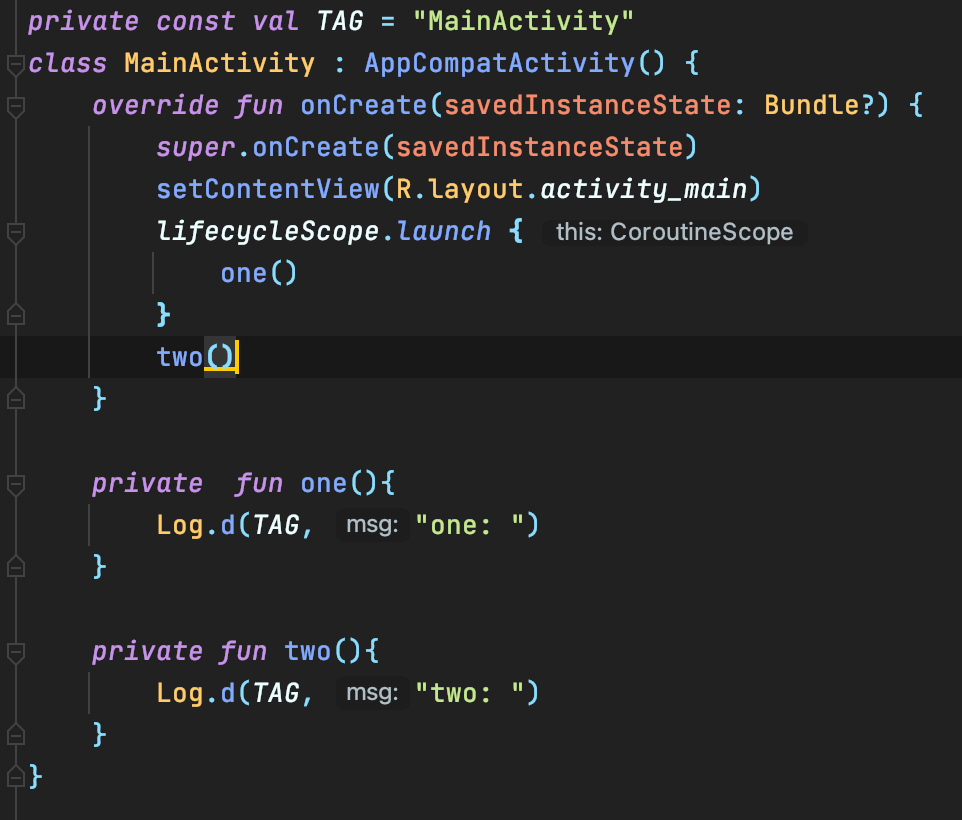 private const val TAG = "MainActivity"
class MainActivity : AppCompatActivity() {
    override fun onCreate(savedInstanceState: Bundle?) {
        super.onCreate(savedInstanceState)
        setContentView(R.layout.activity_main)
        lifecycleScope.launch { this: CoroutineScope
            one()
        }
        two()
    }

    private  fun one(){
        Log.d(TAG, msg: "one: ")
    }

    private fun two(){
        Log.d(TAG, msg: "two: ")
    }
}